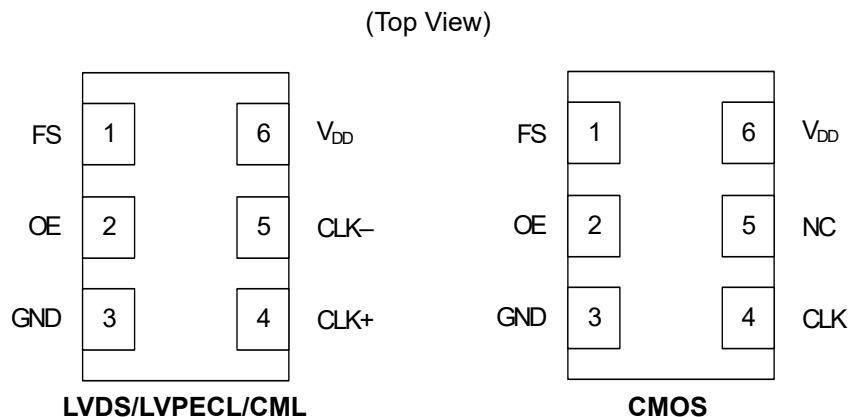 (Top View)
FS 1 6 VDD
OE 2 5 CLK–
GND 3 4 CLK+
LVDS/LVPECL/CML
FS 1 6 VDD
OE 2 5 NC
GND 3 4 CLK
CMOS